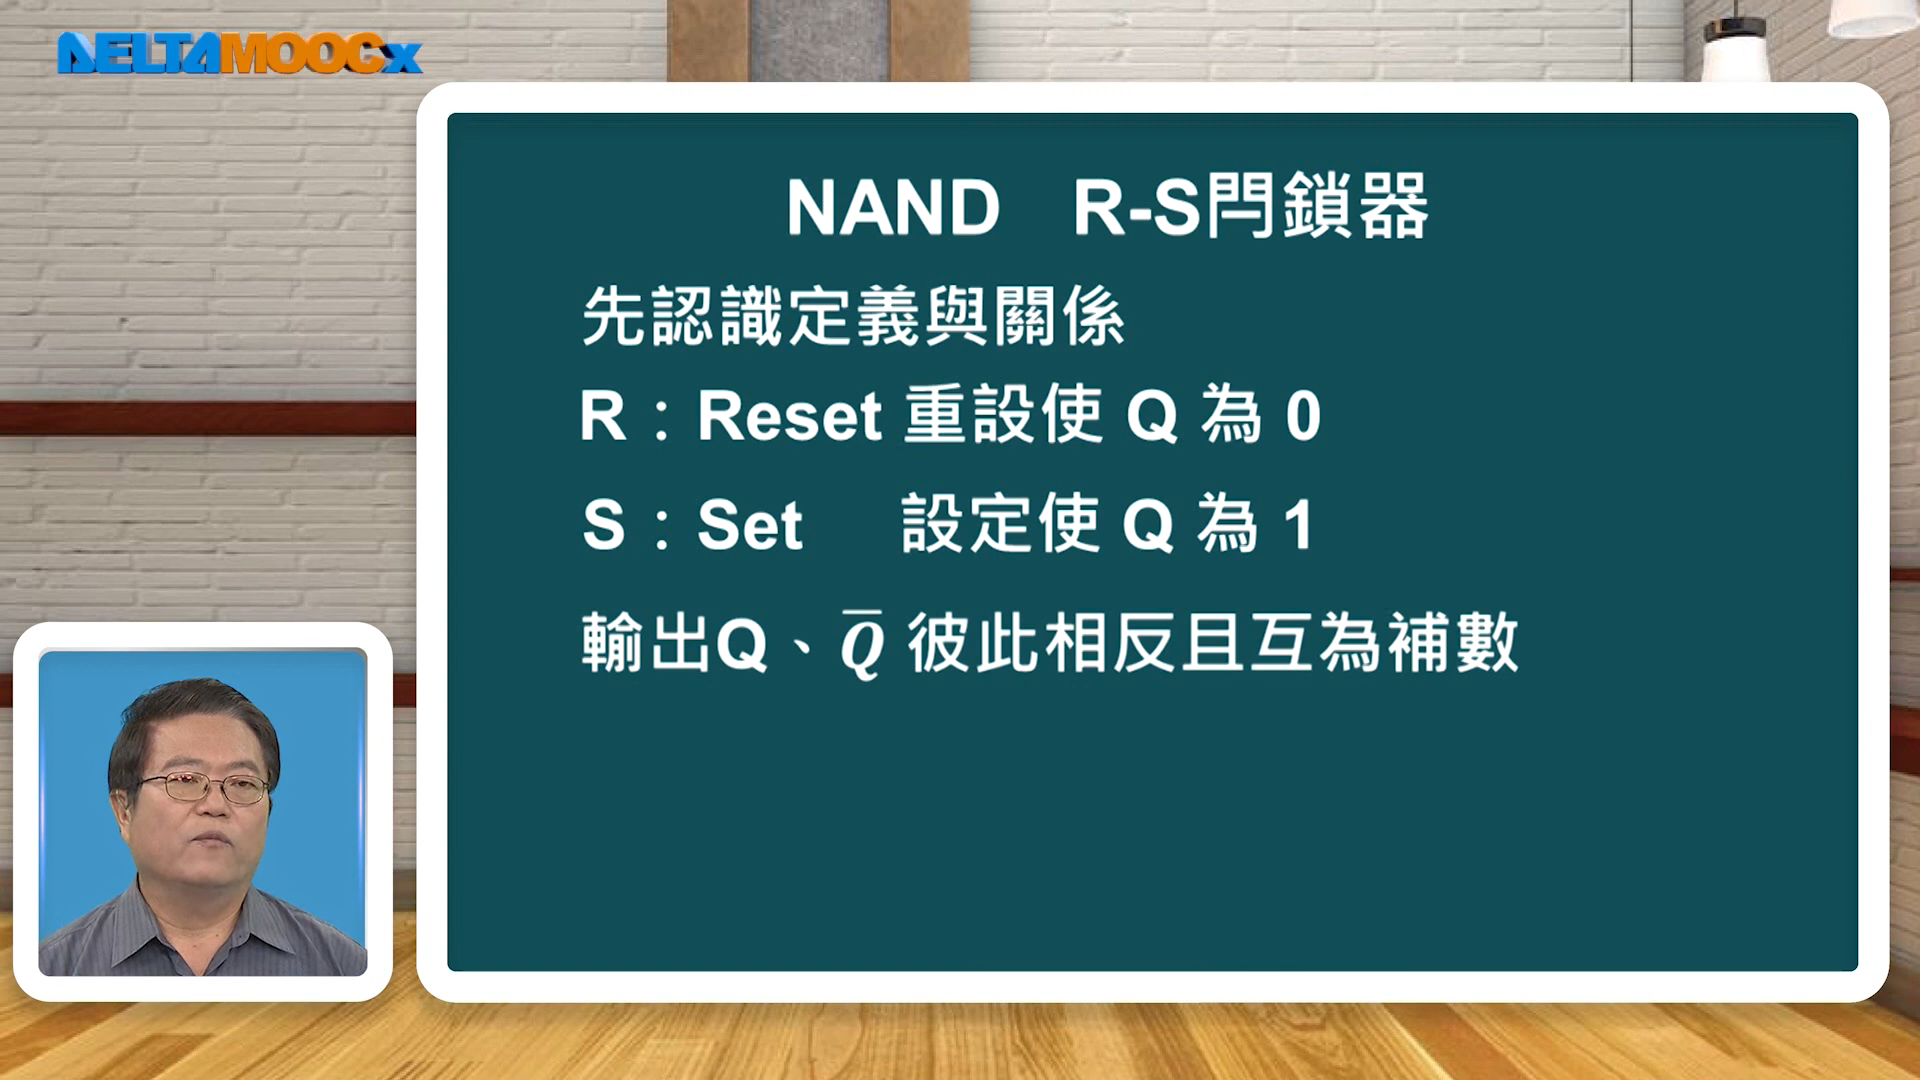 DELTAMOOCx
NAND R-S閂鎖器
先認識定義與關係
R：Reset 重設使 Q 為 0
S：Set 設定使 Q 為 1
輸出Q、Q̅ 彼此相反且互為補數